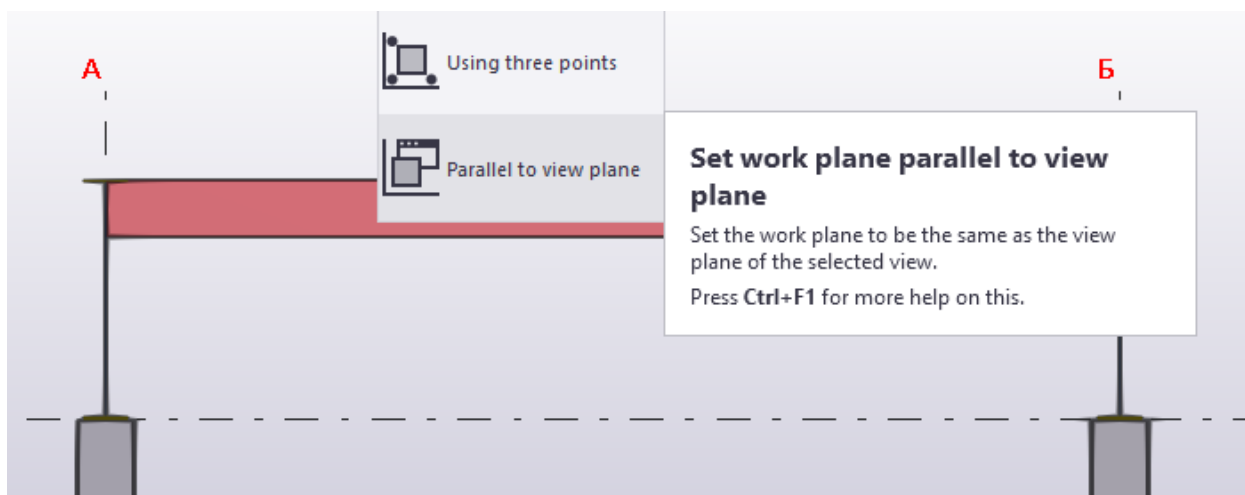 А
Б
Using three points
Parallel to view plane
Set work plane parallel to view
plane
Set the work plane to be the same as the view
plane of the selected view.
Press Ctrl+F1 for more help on this.